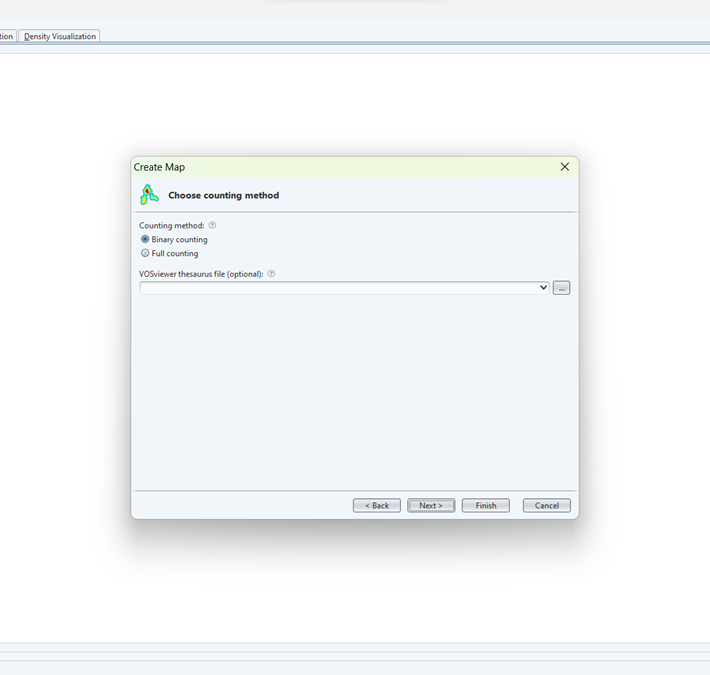 tion Density Visualization
Create Map
Choose counting method
Counting method:
Binary counting
Full counting
VOSviewer thesaurus file (optional):
...
< Back Next > Finish Cancel